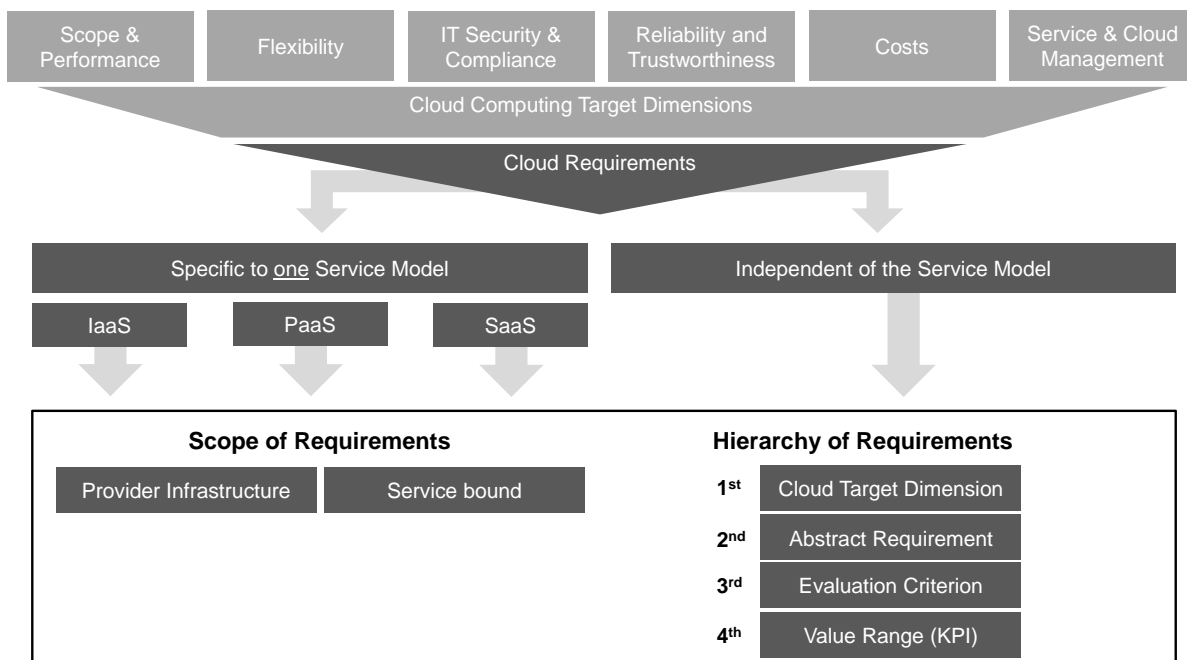 Scope &
Performance
Flexibility
IT Security &
Compliance
Reliability and
Trustworthiness
Costs
Service & Cloud
Management
Cloud Computing Target Dimensions
Cloud Requirements
Specific to one Service Model
Independent of the Service Model
IaaS
PaaS
SaaS
Scope of Requirements
Hierarchy of Requirements
Provider Infrastructure
Service bound
1st Cloud Target Dimension
2nd Abstract Requirement
3rd Evaluation Criterion
4th Value Range (KPI)